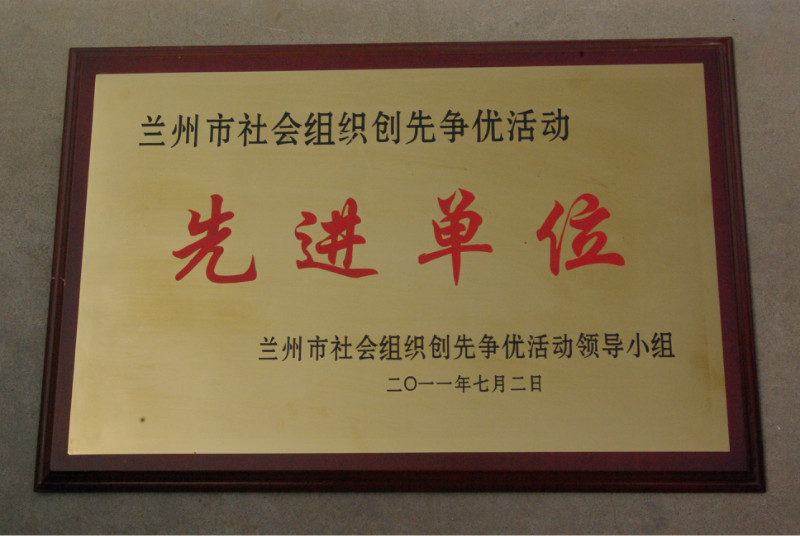 兰州市社会组织创先争优活动
先进单位
兰州市社会组织创先争优活动领导小组
二〇一一年七月二日